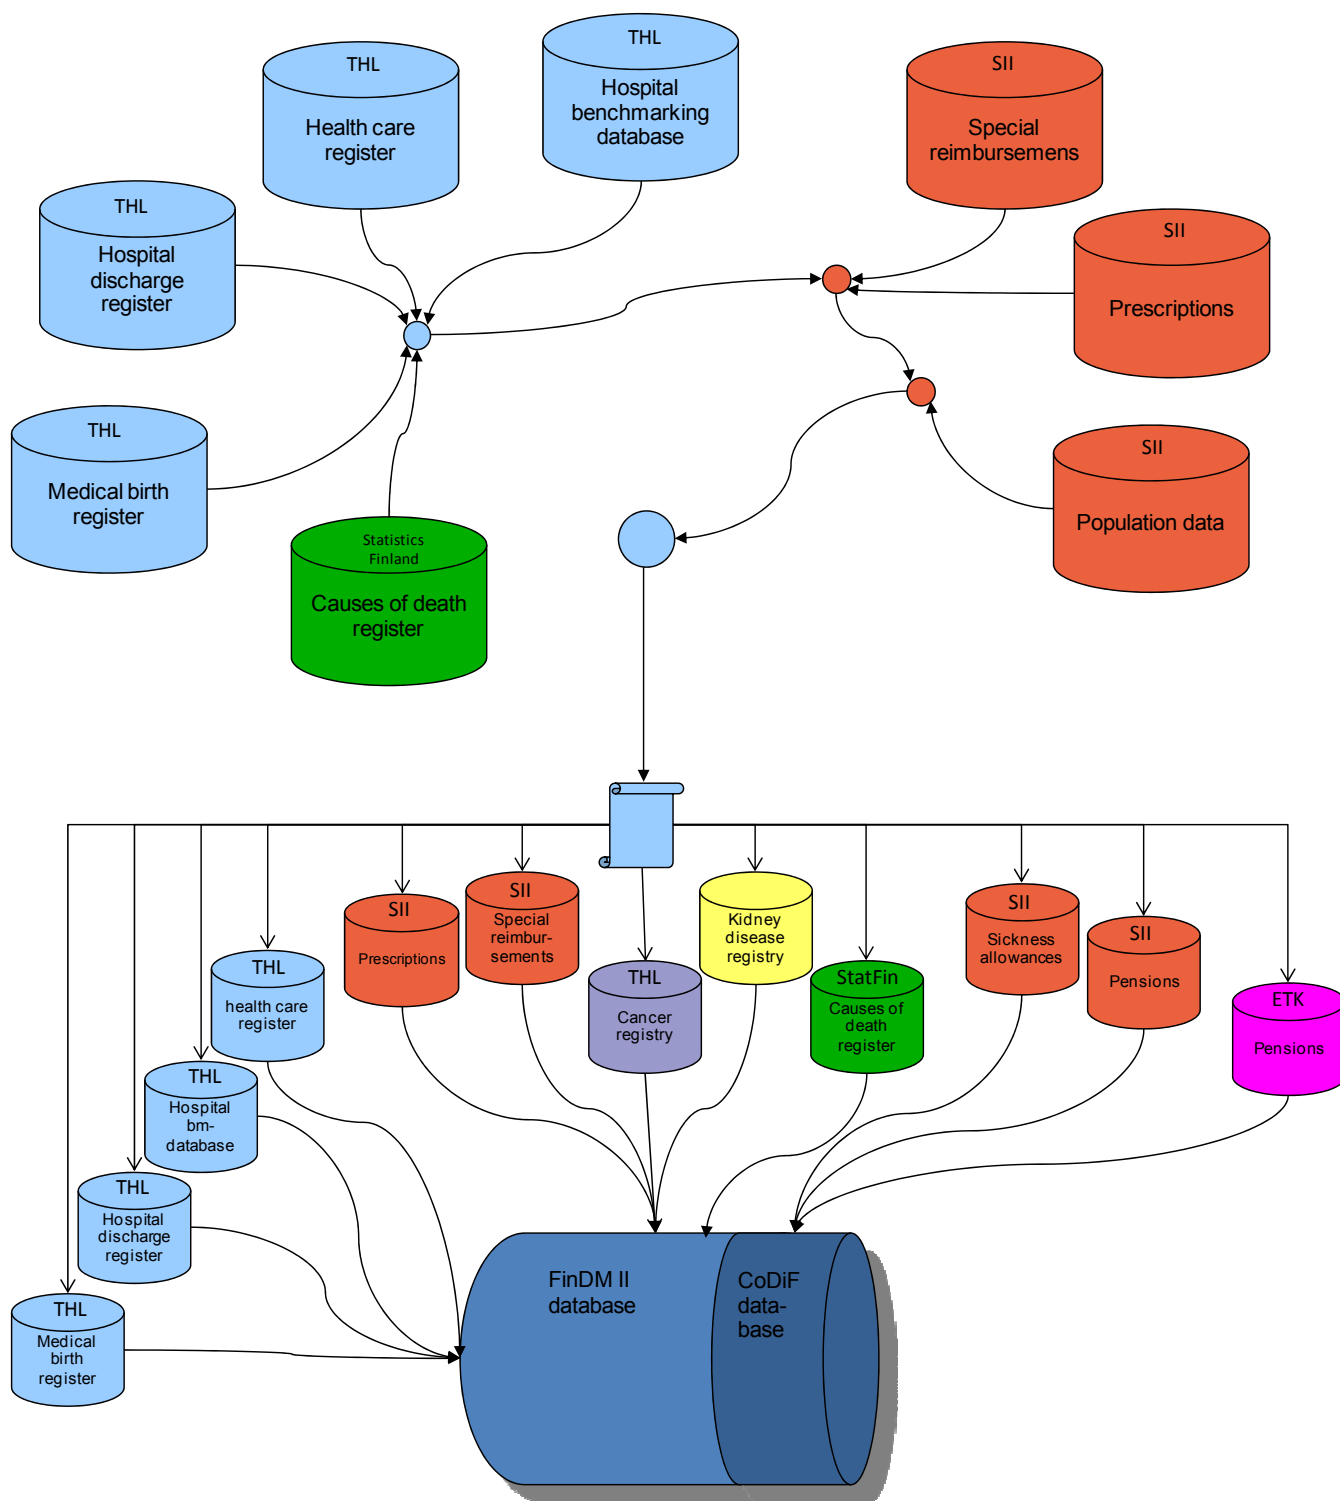 THL
Health care
register
THL
Hospital
benchmarking
database
SII
Special
reimbursemens
THL
Hospital
discharge
register
SII
Prescriptions
THL
Medical birth
register
SII
Population data
Statistics
Finland
Causes of death
register
SII
Prescriptions
SII
Special
reimbur-
sements
Kidney
disease
registry
SII
Sickness
allowances
SII
Pensions
THL
health care
register
THL
Cancer
registry
StatFin
Causes of
death
register
ETK
Pensions
THL
Hospital
bm-
database
THL
Hospital
discharge
register
THL
Medical
birth
register
FinDM II
database
CoDiF
data-
base